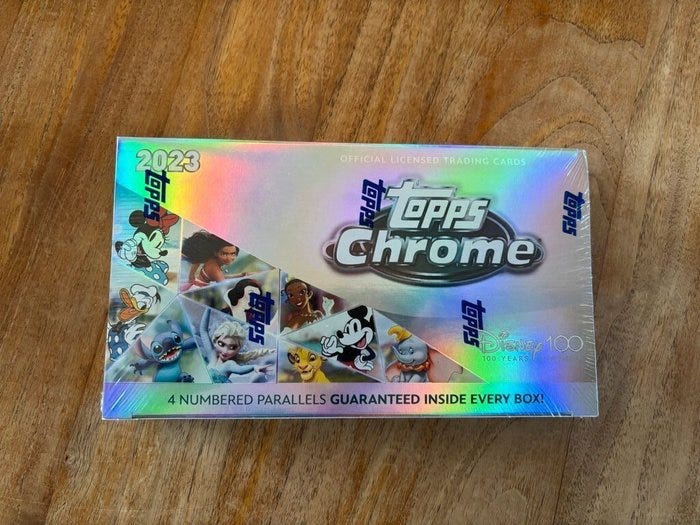 2023
OFFICIAL LICENSED TRADING CARDS
topps
topps
topps
TOPPS
Chrome
topps
topps
Disney 100
100 YEARS
4 NUMBERED PARALLELS GUARANTEED INSIDE EVERY BOX!